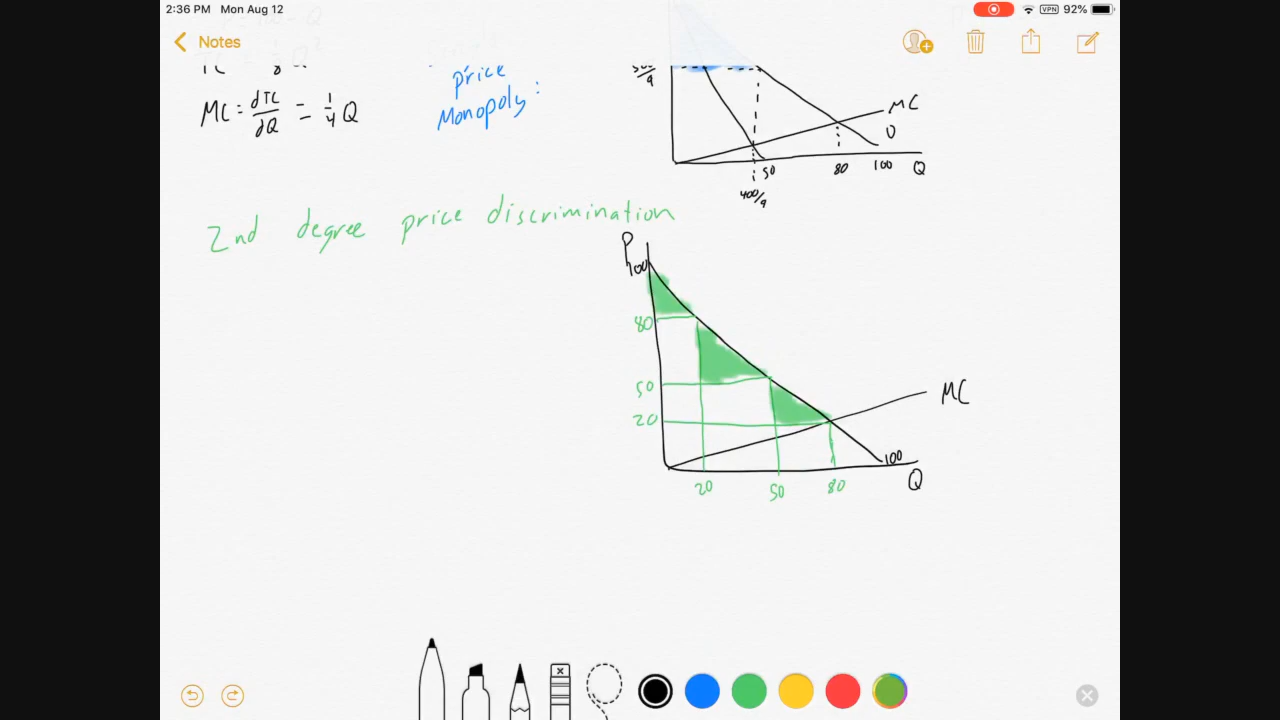 2:36 PM Mon Aug 12
VPN 92%
Notes
MC = dTC/dQ = 1/4 Q
price
Monopoly:
MC
D
50
80
100
Q
400/9
2nd degree price discrimination
P
100
80
50
20
MC
100
20
50
80
Q